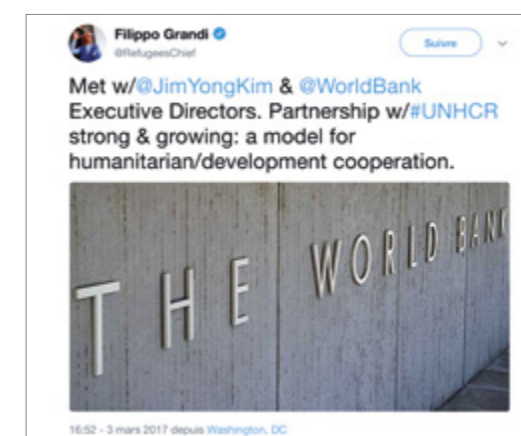 Filippo Grandi
@RefugeesChief
Suivre
Met w/@JimYongKim & @WorldBank
Executive Directors. Partnership w/#UNHCR
strong & growing: a model for
humanitarian/development cooperation.
THE WORLD BANK
16:52 - 3 mars 2017 depuis Washington, DC